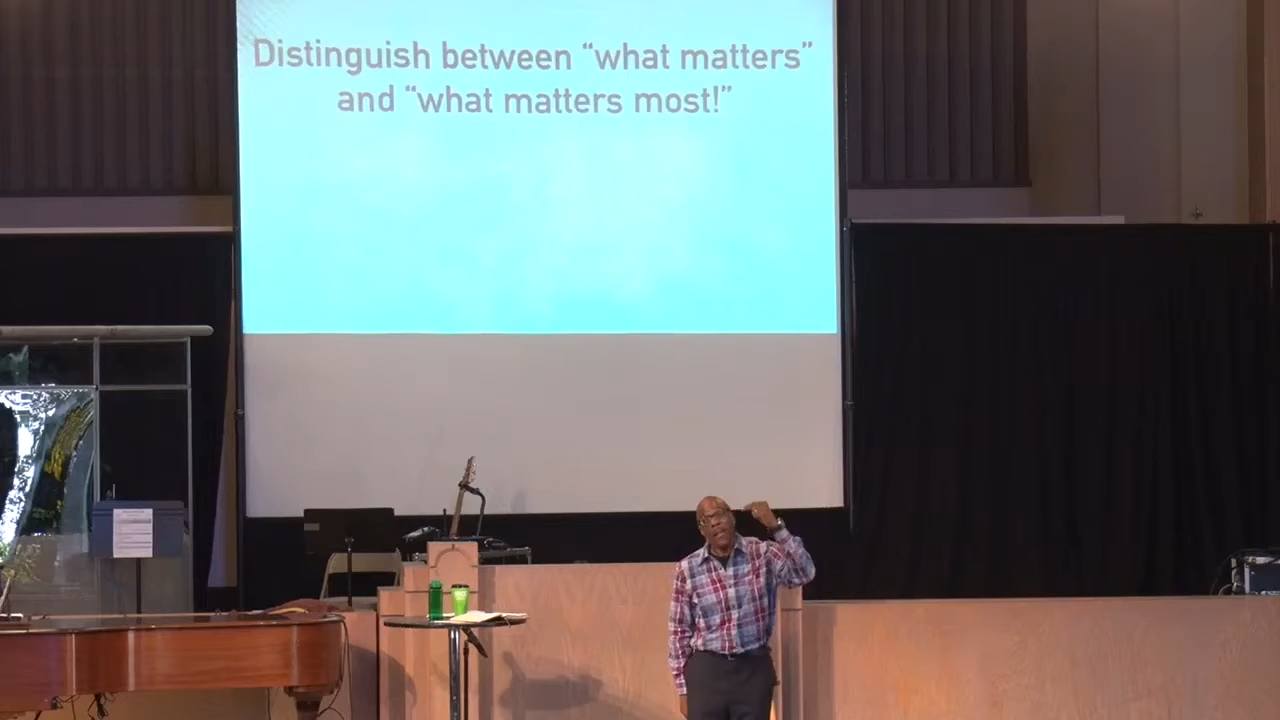 Distinguish between “what matters”
and “what matters most!”